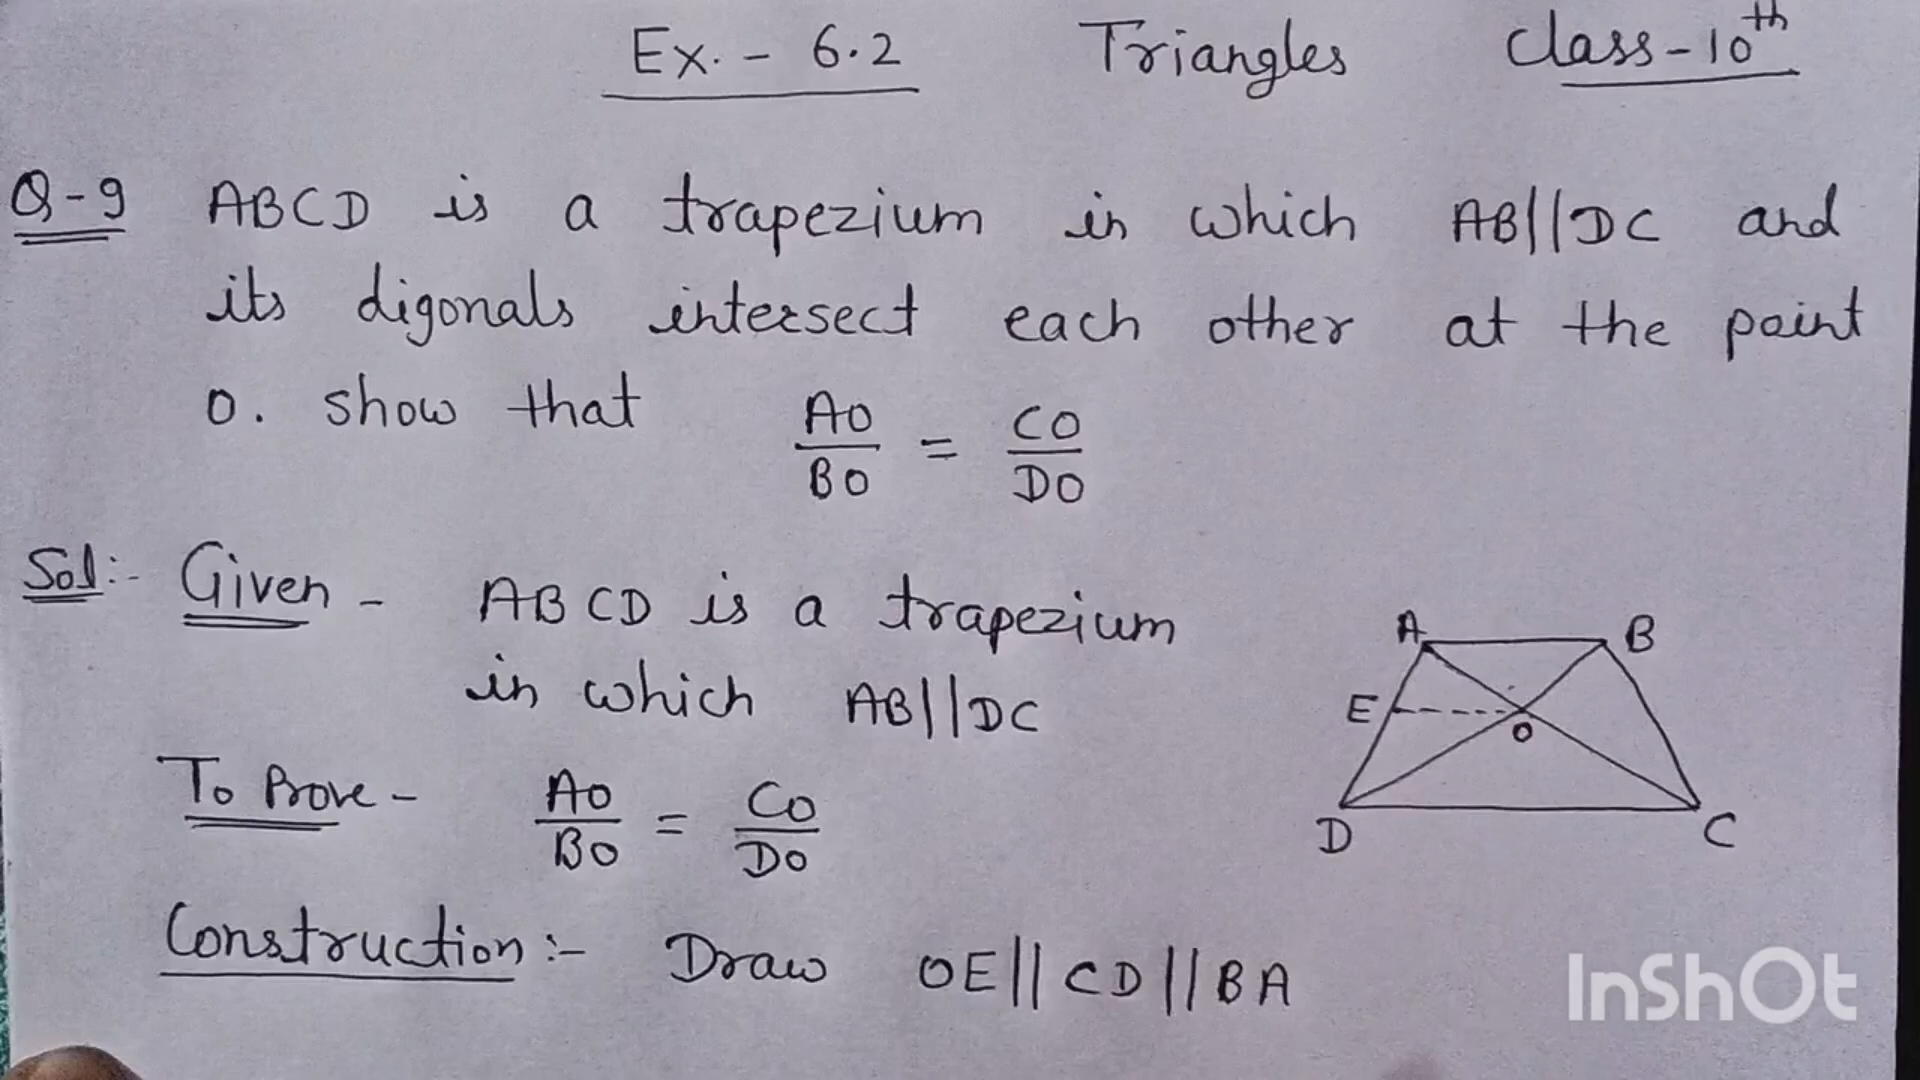 Ex. - 6.2 Triangles Class-10th
Q-9 ABCD is a trapezium in which AB||DC and
its digonals intersect each other at the point
O. show that AO/BO = CO/DO
Sol:- Given - ABCD is a trapezium
in which AB||DC
To Prove - AO/BO = CO/DO
Construction:- Draw OE||CD||BA
A B
E O
D C
InShOt